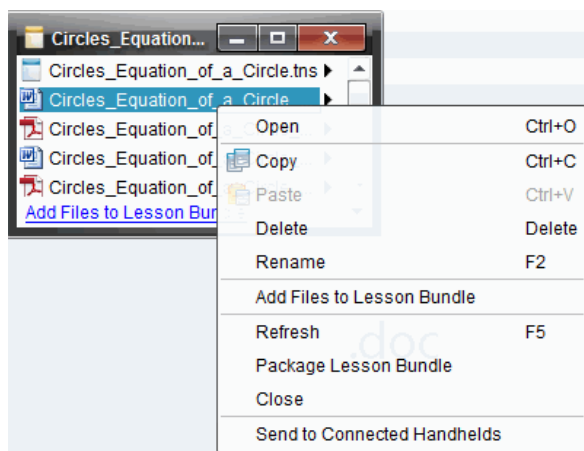 Circles_Equation...
Circles_Equation_of_a_Circle.tns
Circles_Equation_of_a_Circle...
Circles_Equation_of_
Circles_Equation_of_
Circles_Equation_of_
Add Files to Lesson Bun
Open Ctrl+O
Copy Ctrl+C
Paste Ctrl+V
Delete Delete
Rename F2
Add Files to Lesson Bundle
Refresh F5
.doc
Package Lesson Bundle
Close
Send to Connected Handhelds